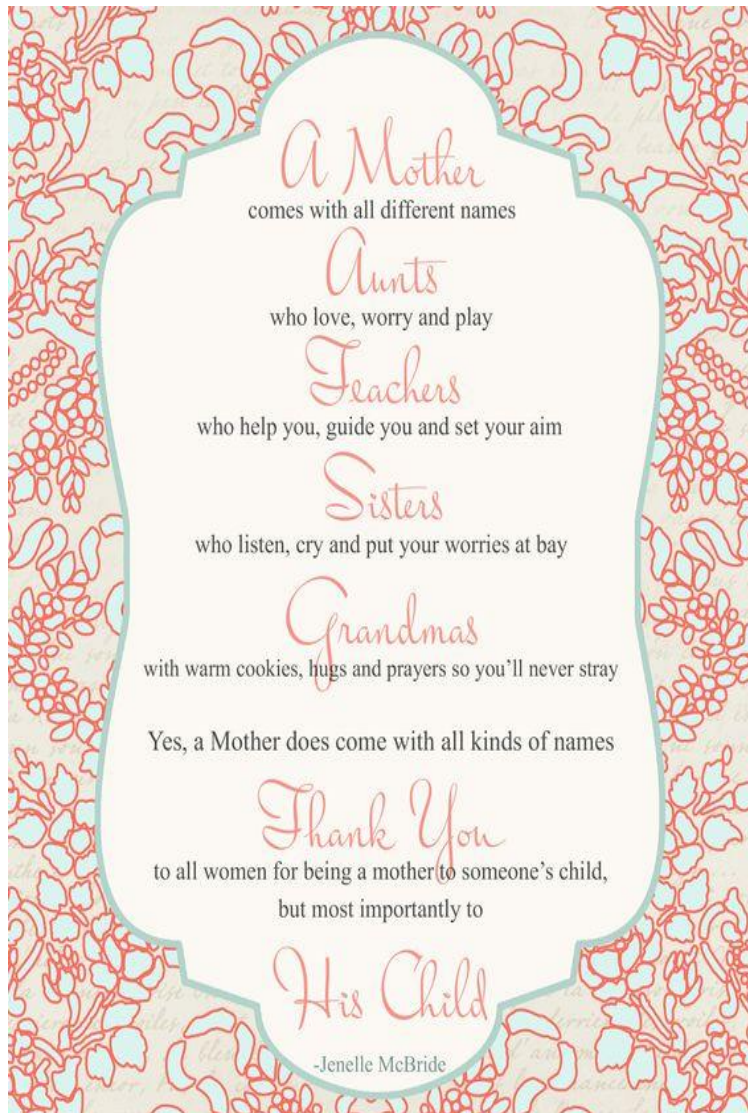 A Mother
comes with all different names
Aunts
who love, worry and play
Teachers
who help you, guide you and set your aim
Sisters
who listen, cry and put your worries at bay
Grandmas
with warm cookies, hugs and prayers so you’ll never stray
Yes, a Mother does come with all kinds of names
Thank You
to all women for being a mother to someone’s child,
but most importantly to
His Child
-Jenelle McBride